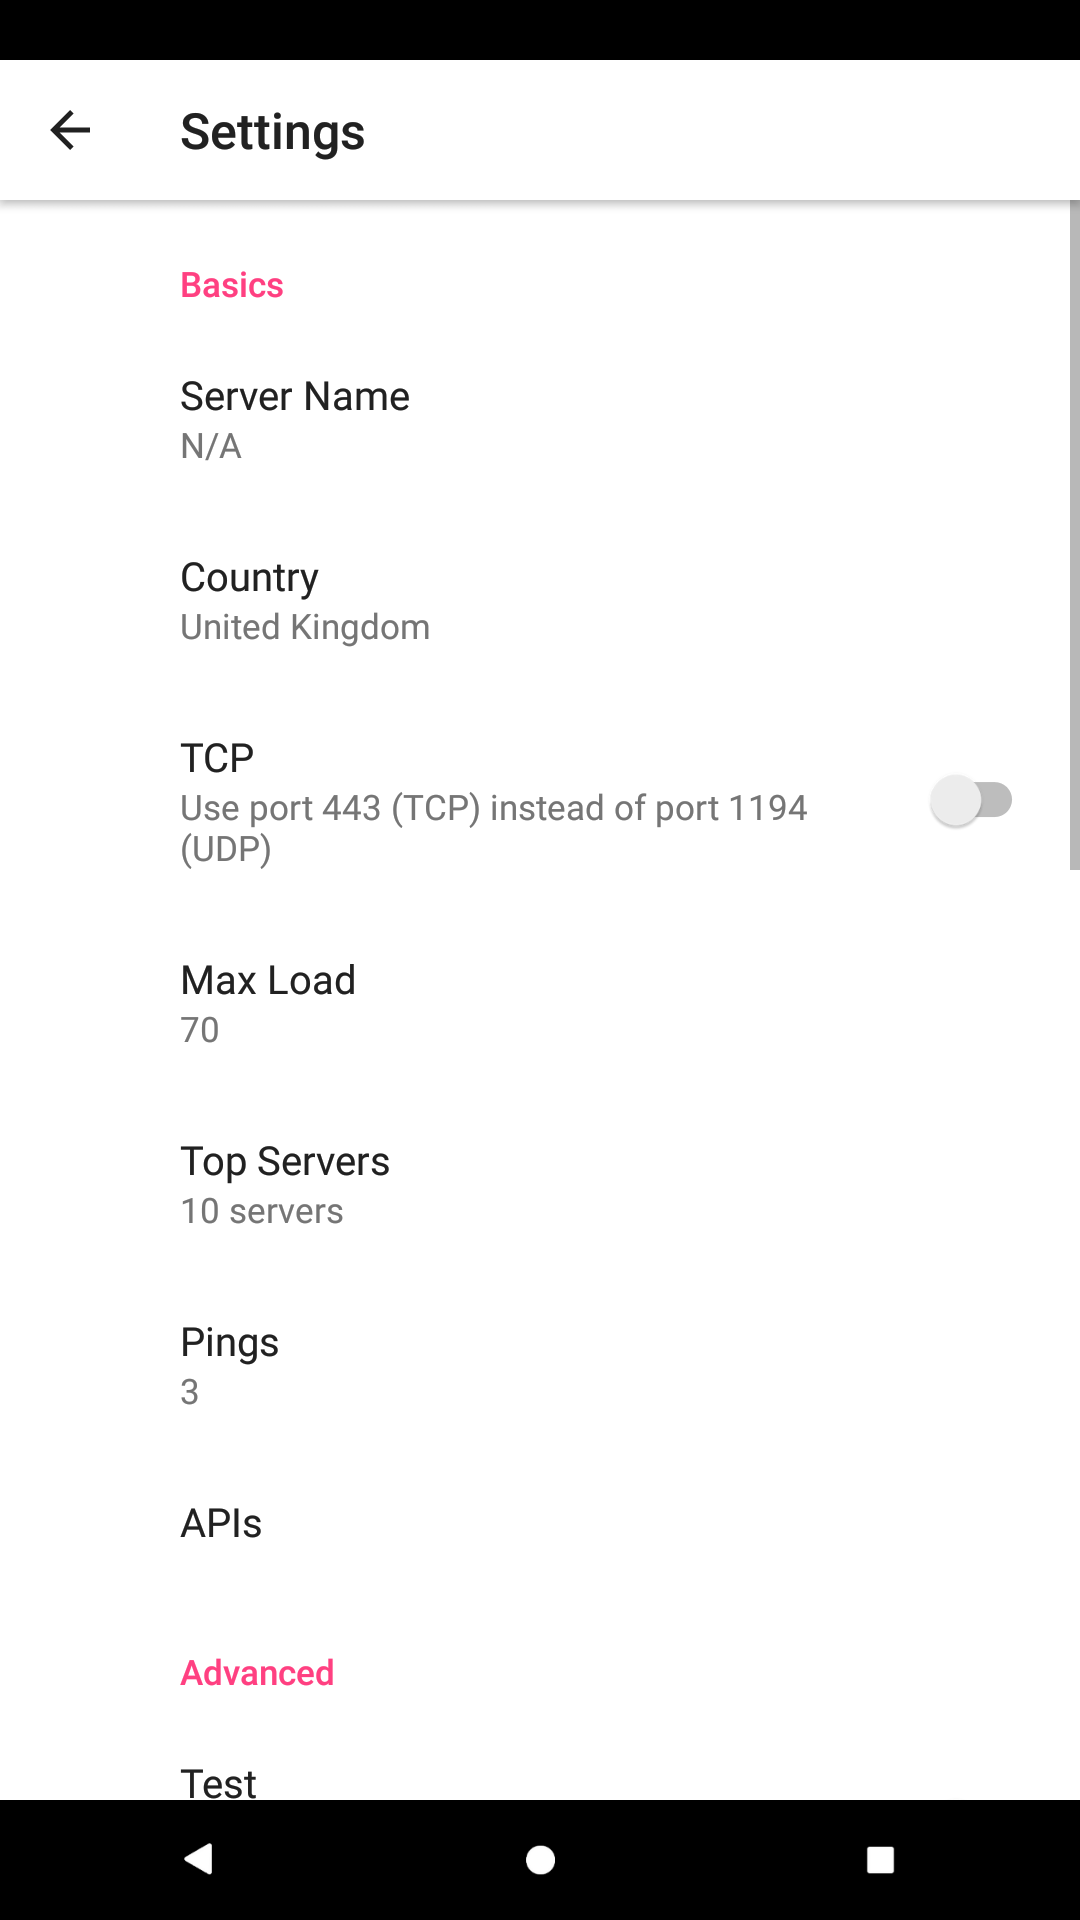 Settings
Basics
Server Name
N/A
Country
United Kingdom
TCP
Use port 443 (TCP) instead of port 1194
(UDP)
Max Load
70
Top Servers
10 servers
Pings
3
APIs
Advanced
Test